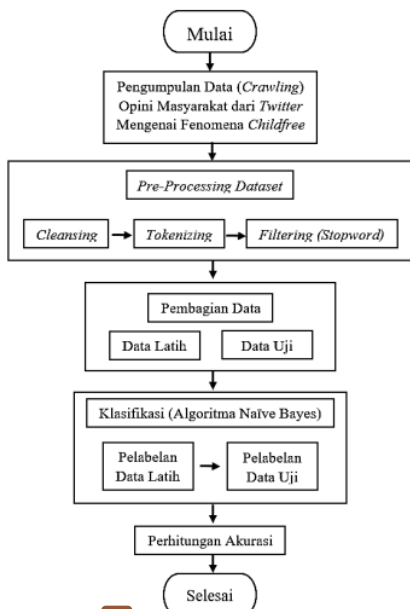 Mulai
Pengumpulan Data (Crawling)
Opini Masyarakat dari Twitter
Mengenai Fenomena Childfree
Pre-Processing Dataset
Cleansing
Tokenizing
Filtering (Stopword)
Pembagian Data
Data Latih
Data Uji
Klasifikasi (Algoritma Naïve Bayes)
Pelabelan
Data Latih
Pelabelan
Data Uji
Perhitungan Akurasi
Selesai